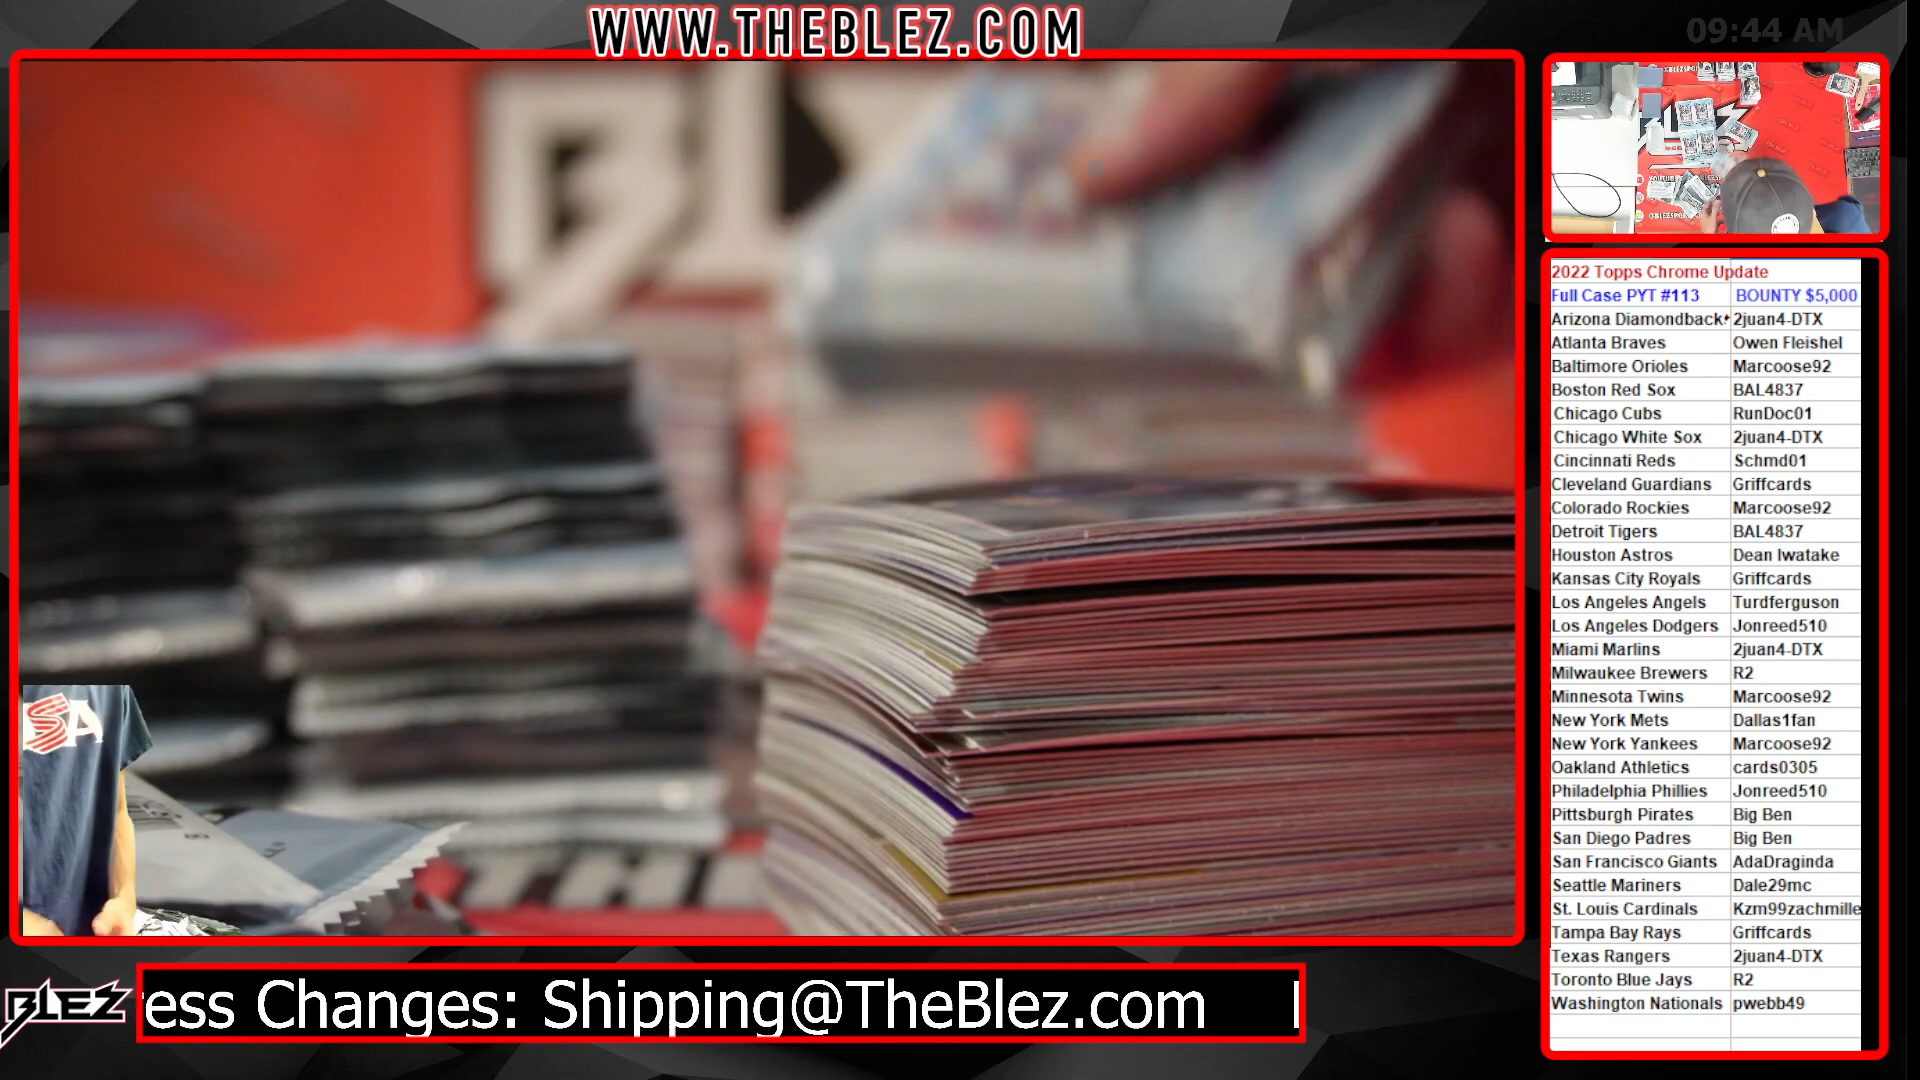 WWW.THEBLEZ.COM
09:44 AM
BL
SA
THE
2022 Topps Chrome Update
Full Case PYT #113 BOUNTY $5,000
Arizona Diamondback 2juan4-DTX
Atlanta Braves Owen Fleishel
Baltimore Orioles Marcoose92
Boston Red Sox BAL4837
Chicago Cubs RunDoc01
Chicago White Sox 2juan4-DTX
Cincinnati Reds Schmd01
Cleveland Guardians Griffcards
Colorado Rockies Marcoose92
Detroit Tigers BAL4837
Houston Astros Dean Iwatake
Kansas City Royals Griffcards
Los Angeles Angels Turdferguson
Los Angeles Dodgers Jonreed510
Miami Marlins 2juan4-DTX
Milwaukee Brewers R2
Minnesota Twins Marcoose92
New York Mets Dallas1fan
New York Yankees Marcoose92
Oakland Athletics cards0305
Philadelphia Phillies Jonreed510
Pittsburgh Pirates Big Ben
San Diego Padres Big Ben
San Francisco Giants AdaDraginda
Seattle Mariners Dale29mc
St. Louis Cardinals Kzm99zachmille
Tampa Bay Rays Griffcards
Texas Rangers 2juan4-DTX
Toronto Blue Jays R2
Washington Nationals pwebb49
BLEZ
ess Changes: Shipping@TheBlez.com